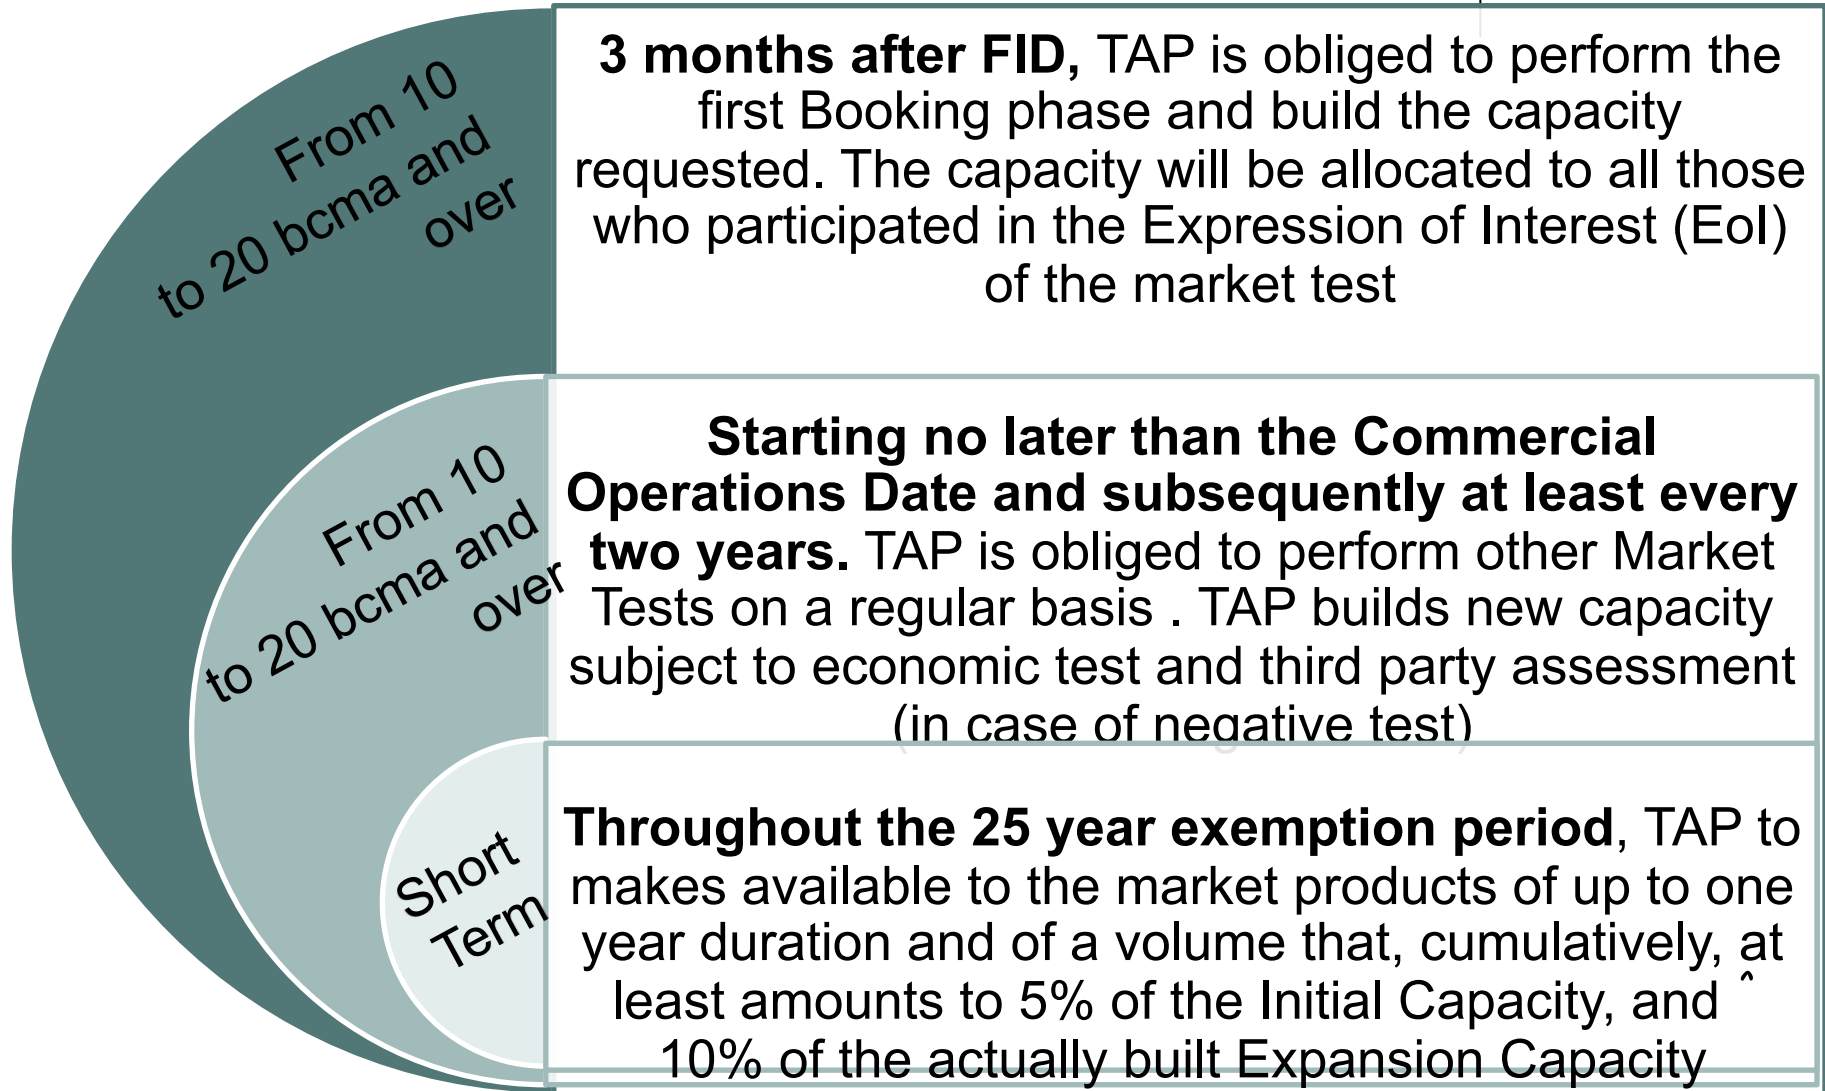 From 10
to 20 bcma and
over
3 months after FID, TAP is obliged to perform the
first Booking phase and build the capacity
requested. The capacity will be allocated to all those
who participated in the Expression of Interest (EoI)
of the market test
From 10
to 20 bcma and
over
Starting no later than the Commercial
Operations Date and subsequently at least every
two years. TAP is obliged to perform other Market
Tests on a regular basis . TAP builds new capacity
subject to economic test and third party assessment
(in case of negative test)
Short
Term
Throughout the 25 year exemption period, TAP to
makes available to the market products of up to one
year duration and of a volume that, cumulatively, at
least amounts to 5% of the Initial Capacity, and
10% of the actually built Expansion Capacity